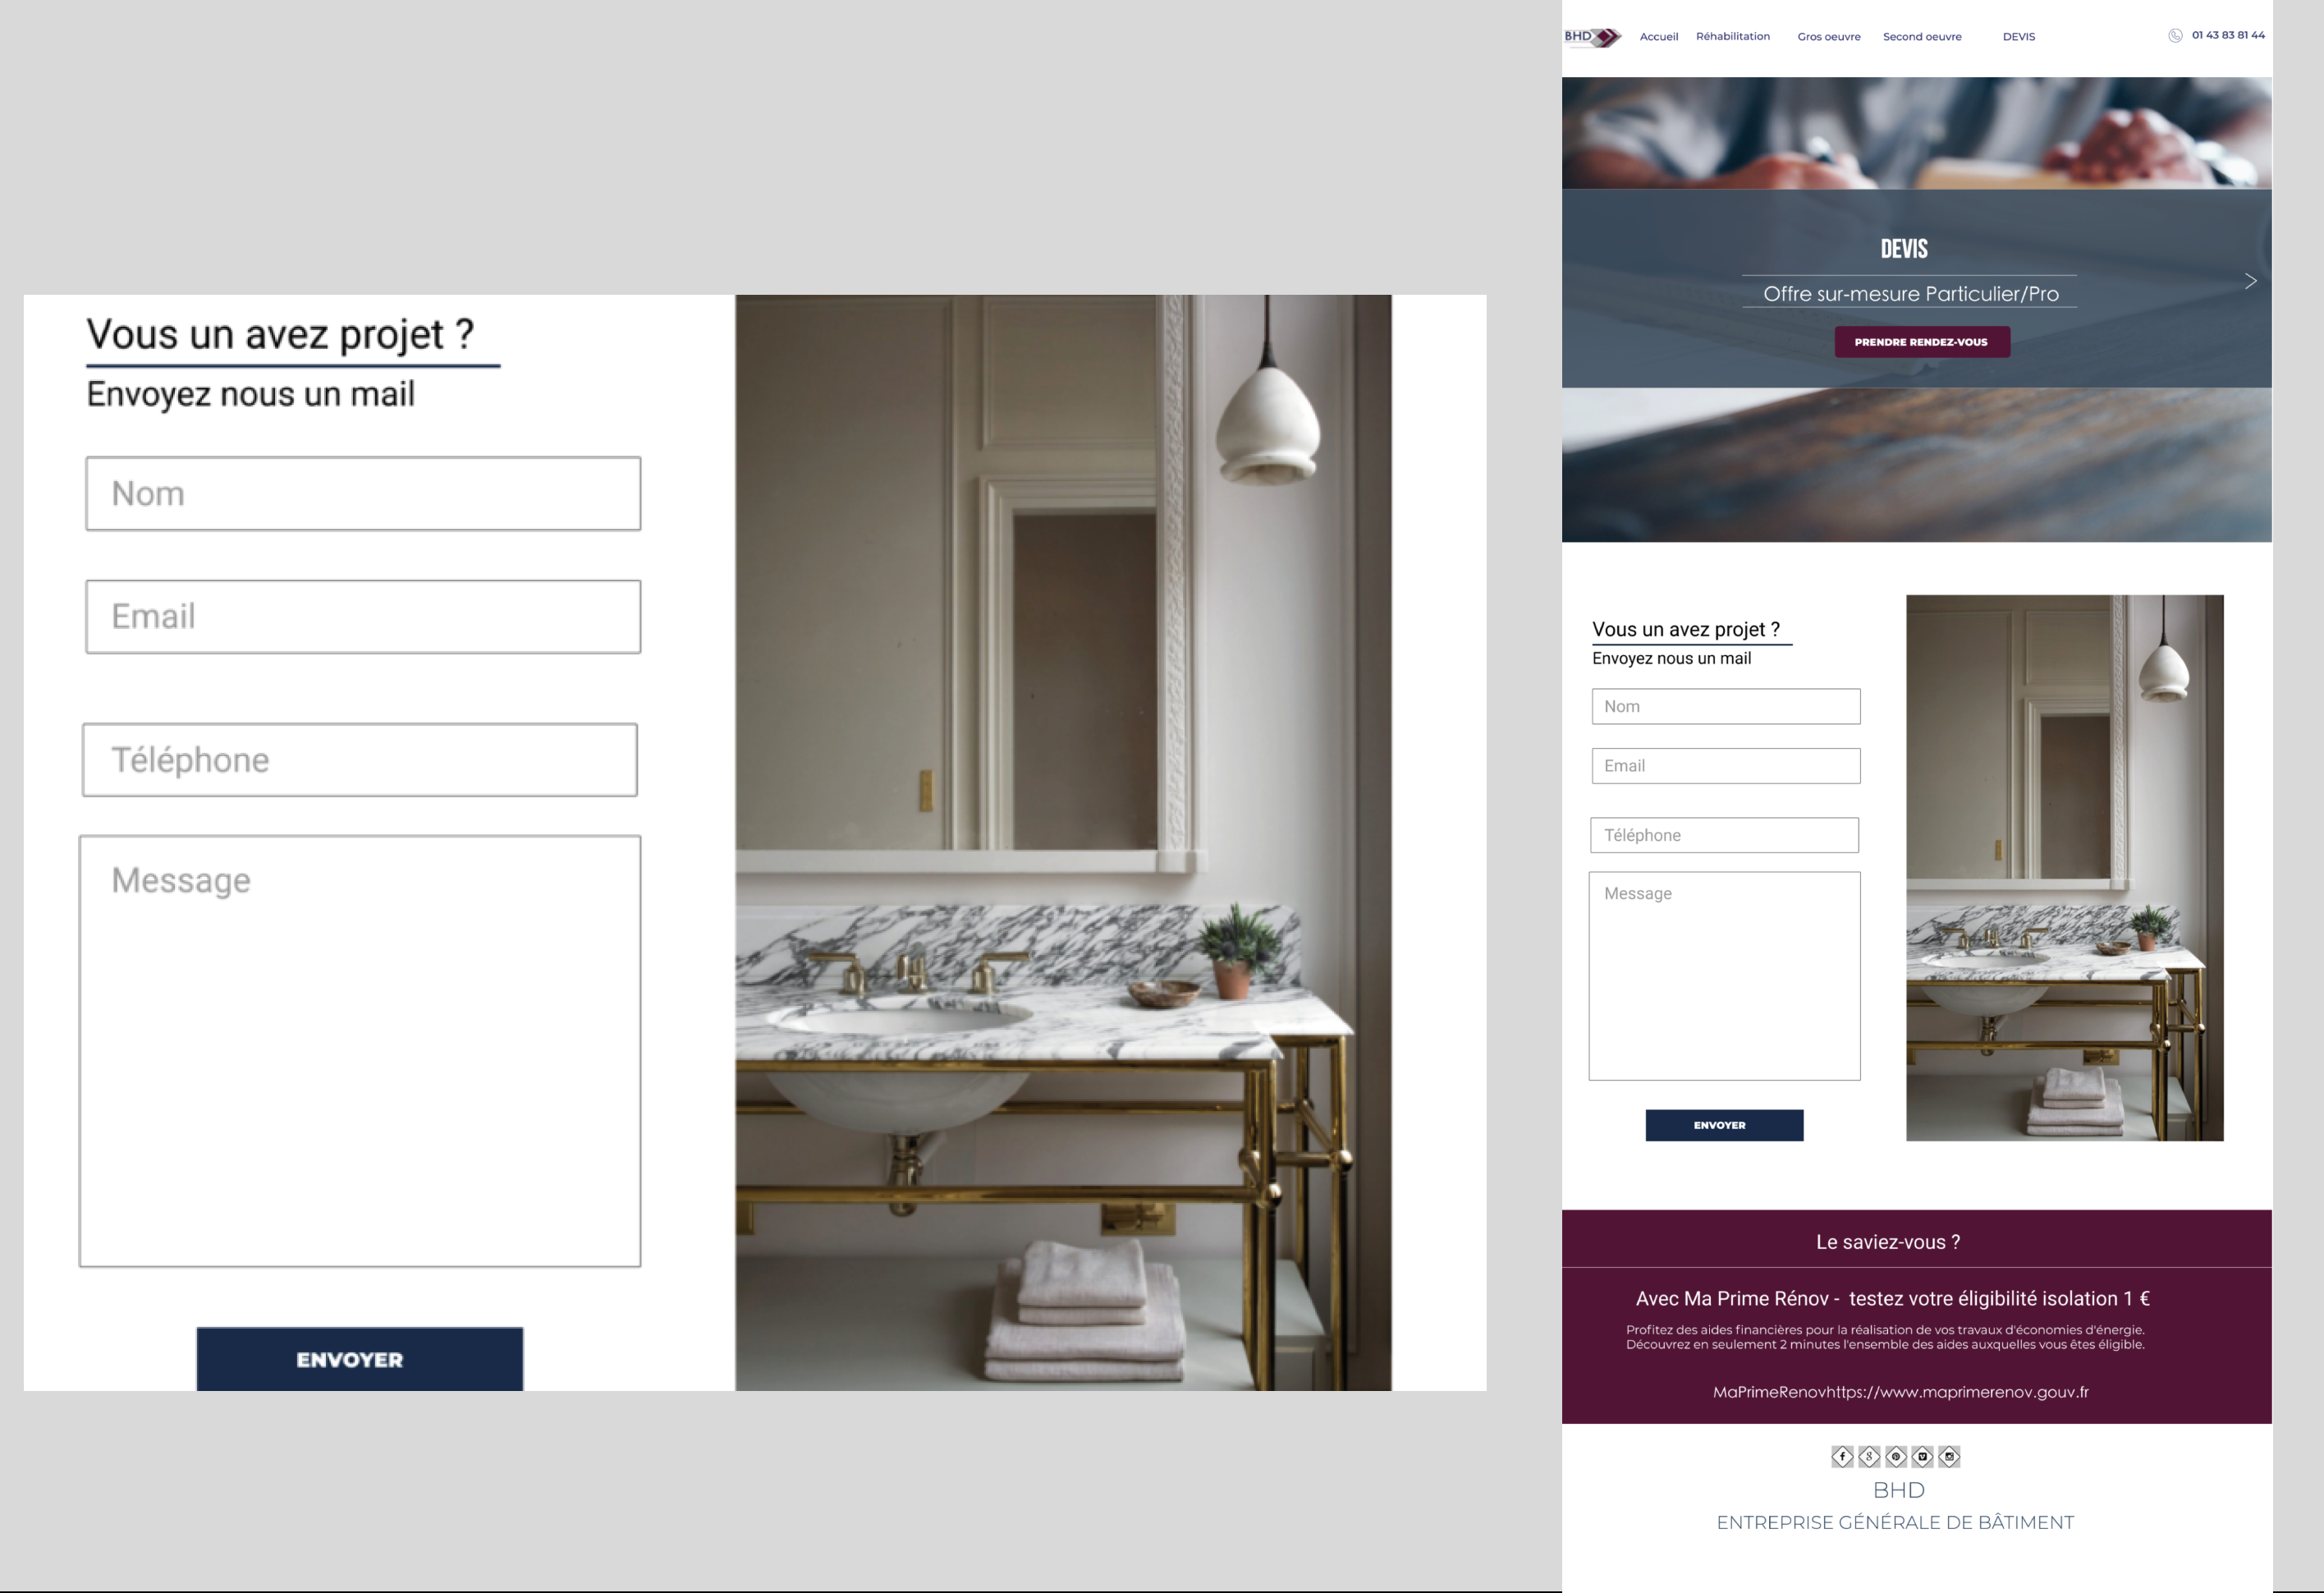 Vous un avez projet ?
Envoyez nous un mail
Nom
Email
Téléphone
Message
ENVOYER
BHD
Accueil
Réhabilitation
Gros oeuvre
Second oeuvre
DEVIS
01 43 83 81 44
DEVIS
Offre sur-mesure Particulier/Pro
>
PRENDRE RENDEZ-VOUS
Vous un avez projet ?
Envoyez nous un mail
Nom
Email
Téléphone
Message
ENVOYER
Le saviez-vous ?
Avec Ma Prime Rénov - testez votre éligibilité isolation 1 €
Profitez des aides financières pour la réalisation de vos travaux d'économies d'énergie.
Découvrez en seulement 2 minutes l'ensemble des aides auxquelles vous êtes éligible.
MaPrimeRenovhttps://www.maprimerenov.gouv.fr
BHD
ENTREPRISE GÉNÉRALE DE BÂTIMENT